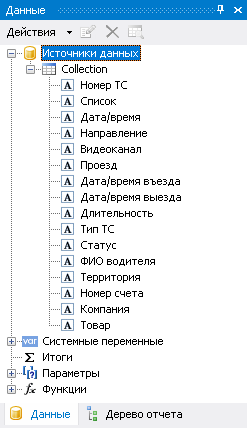 Данные
Действия
Источники данных
Collection
Номер ТС
Список
Дата/время
Направление
Видеоканал
Проезд
Дата/время въезда
Дата/время выезда
Длительность
Тип ТС
Статус
ФИО водителя
Территория
Номер счета
Компания
Товар
var Системные переменные
Σ Итоги
[?] Параметры
fx Функции
Данные Дерево отчета